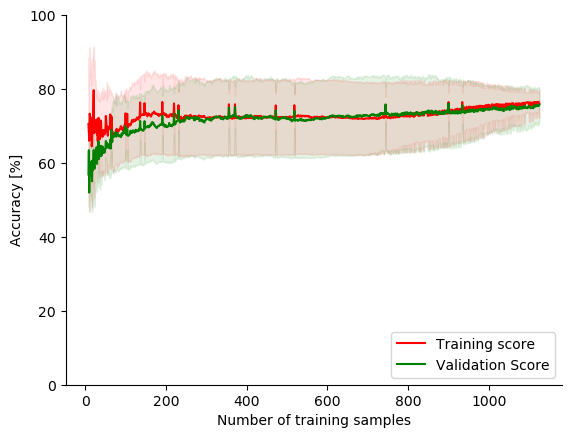 100
80
60
40
20
0
Accuracy [%]
0 200 400 600 800 1000
Number of training samples
Training score
Validation Score